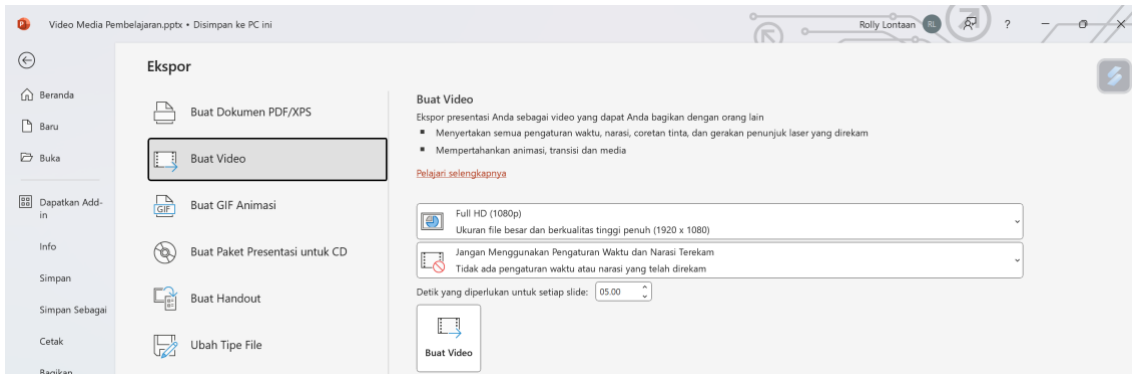 Video Media Pembelajaran.pptx • Disimpan ke PC ini
Rolly Lontaan
RL
?
Ekspor
Beranda
Baru
Buka
Dapatkan Add-
in
Info
Simpan
Simpan Sebagai
Cetak
Bagikan
Buat Dokumen PDF/XPS
Buat Video
GIF
Buat GIF Animasi
Buat Paket Presentasi untuk CD
Buat Handout
Ubah Tipe File
Buat Video
Ekspor presentasi Anda sebagai video yang dapat Anda bagikan dengan orang lain
▪ Menyertakan semua pengaturan waktu, narasi, coretan tinta, dan gerakan penunjuk laser yang direkam
▪ Mempertahankan animasi, transisi dan media
Pelajari selengkapnya
Full HD (1080p)
Ukuran file besar dan berkualitas tinggi penuh (1920 x 1080)
Jangan Menggunakan Pengaturan Waktu dan Narasi Terekam
Tidak ada pengaturan waktu atau narasi yang telah direkam
Detik yang diperlukan untuk setiap slide: 05.00
Buat Video